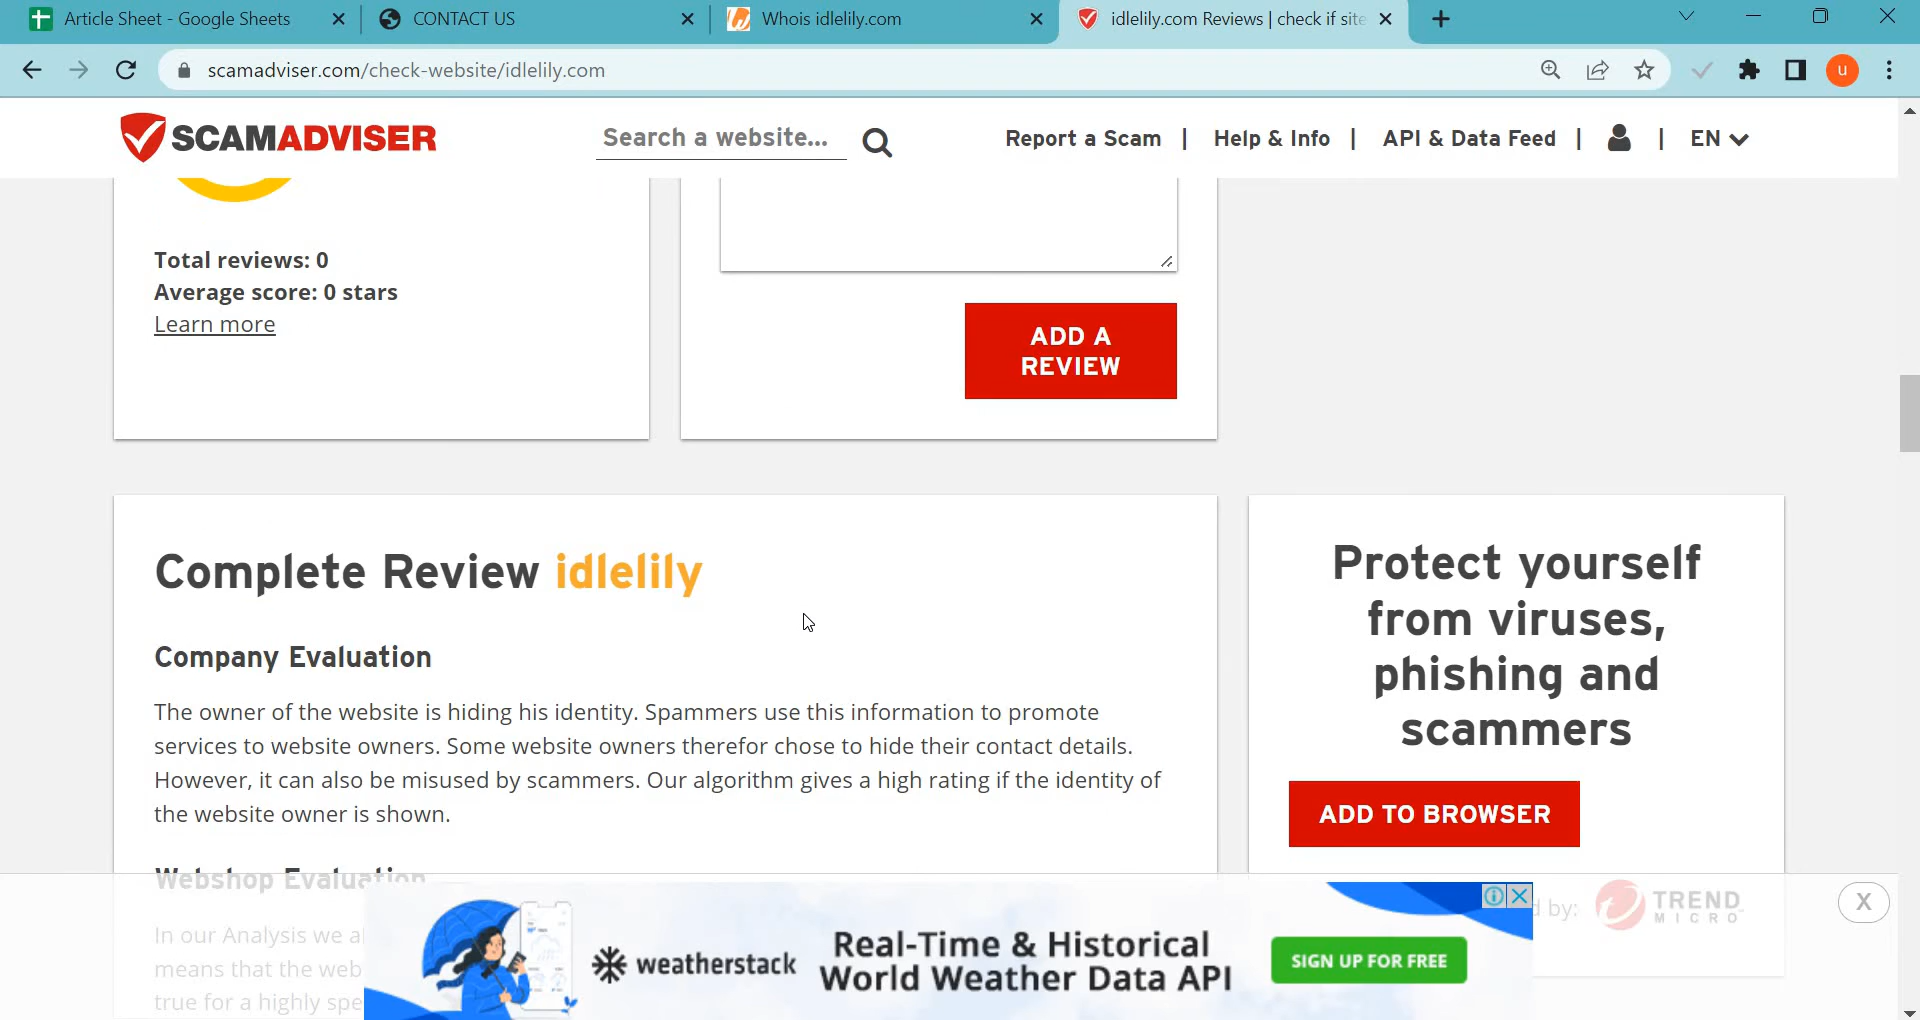 Article Sheet - Google Sheets
CONTACT US
Whois idlelily.com
idlelily.com Reviews | check if site
scamadviser.com/check-website/idlelily.com
u
SCAMADVISER
Search a website...
Report a Scam | Help & Info | API & Data Feed | | EN
Total reviews: 0
Average score: 0 stars
Learn more
ADD A
REVIEW
Complete Review idlelily
Company Evaluation
The owner of the website is hiding his identity. Spammers use this information to promote
services to website owners. Some website owners therefor chose to hide their contact details.
However, it can also be misused by scammers. Our algorithm gives a high rating if the identity of
the website owner is shown.
Webshop Evaluation
In our Analysis we al
means that the web
true for a highly spe
Protect yourself
from viruses,
phishing and
scammers
ADD TO BROWSER
d by:
TREND
MICRO
X
weatherstack
Real-Time & Historical
World Weather Data API
SIGN UP FOR FREE